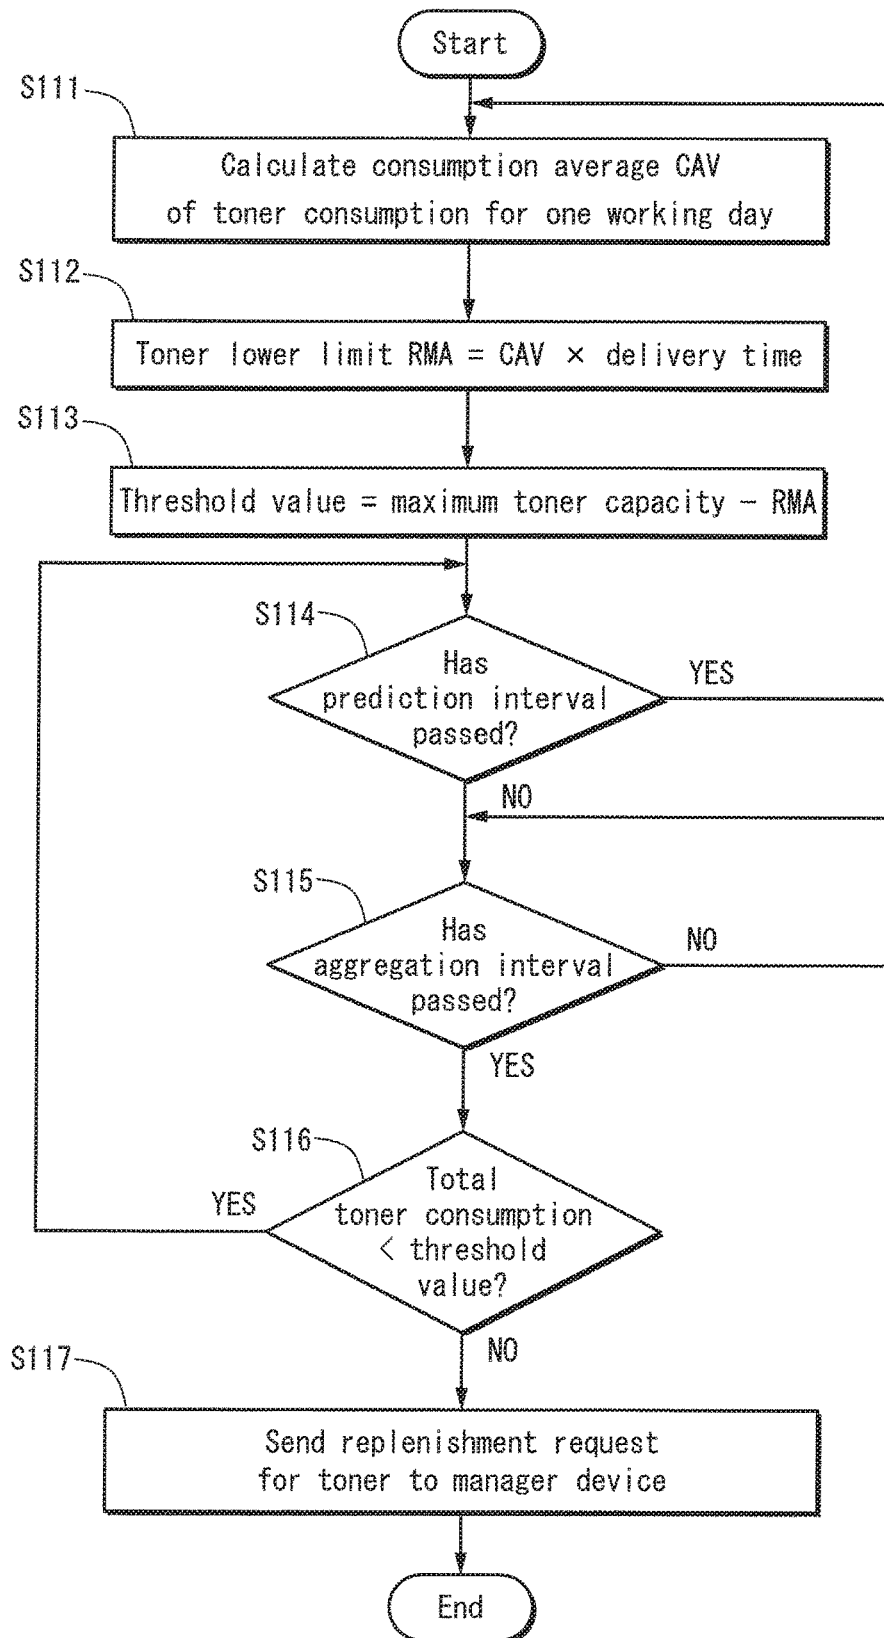 Start
S111
Calculate consumption average CAV
of toner consumption for one working day
S112
Toner lower limit RMA = CAV × delivery time
S113
Threshold value = maximum toner capacity − RMA
S114
Has
prediction interval
passed?
YES
NO
S115
Has
aggregation interval
passed?
NO
YES
S116
Total
toner consumption
< threshold
value?
YES
NO
S117
Send replenishment request
for toner to manager device
End